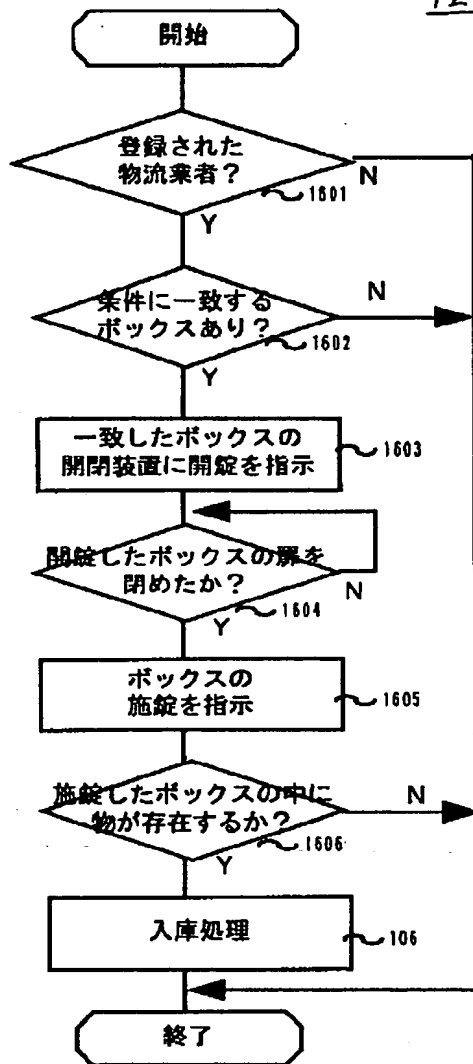 開始
登録された
物流業者?
N
1601
Y
条件に一致する
ボックスあり?
N
1602
Y
一致したボックスの
開閉装置に開錠を指示
1603
開錠したボックスの扉を
閉めたか?
N
1604
Y
ボックスの
施錠を指示
1605
施錠したボックスの中に
物が存在するか?
N
1606
Y
入庫処理
106
終了